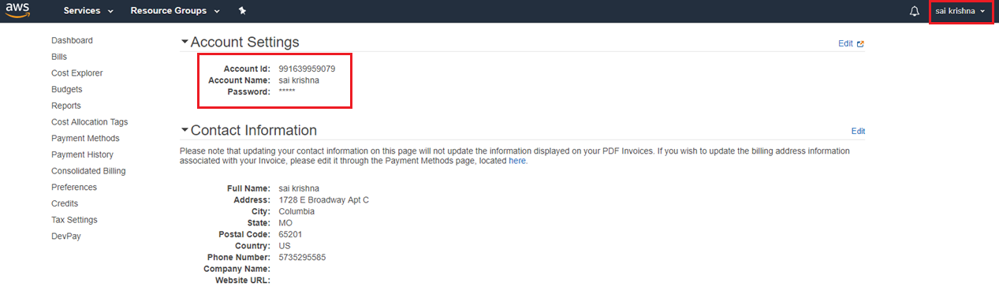 aws Services Resource Groups sai krishna
Dashboard
Bills
Cost Explorer
Budgets
Reports
Cost Allocation Tags
Payment Methods
Payment History
Consolidated Billing
Preferences
Credits
Tax Settings
DevPay
Account Settings Edit
Account Id: 991639959079
Account Name: sai krishna
Password: *****
Contact Information Edit
Please note that updating your contact information on this page will not update the information displayed on your PDF Invoices. If you wish to update the billing address information
associated with your Invoice, please edit it through the Payment Methods page, located here.
Full Name: sai krishna
Address: 1728 E Broadway Apt C
City: Columbia
State: MO
Postal Code: 65201
Country: US
Phone Number: 5735295585
Company Name:
Website URL: